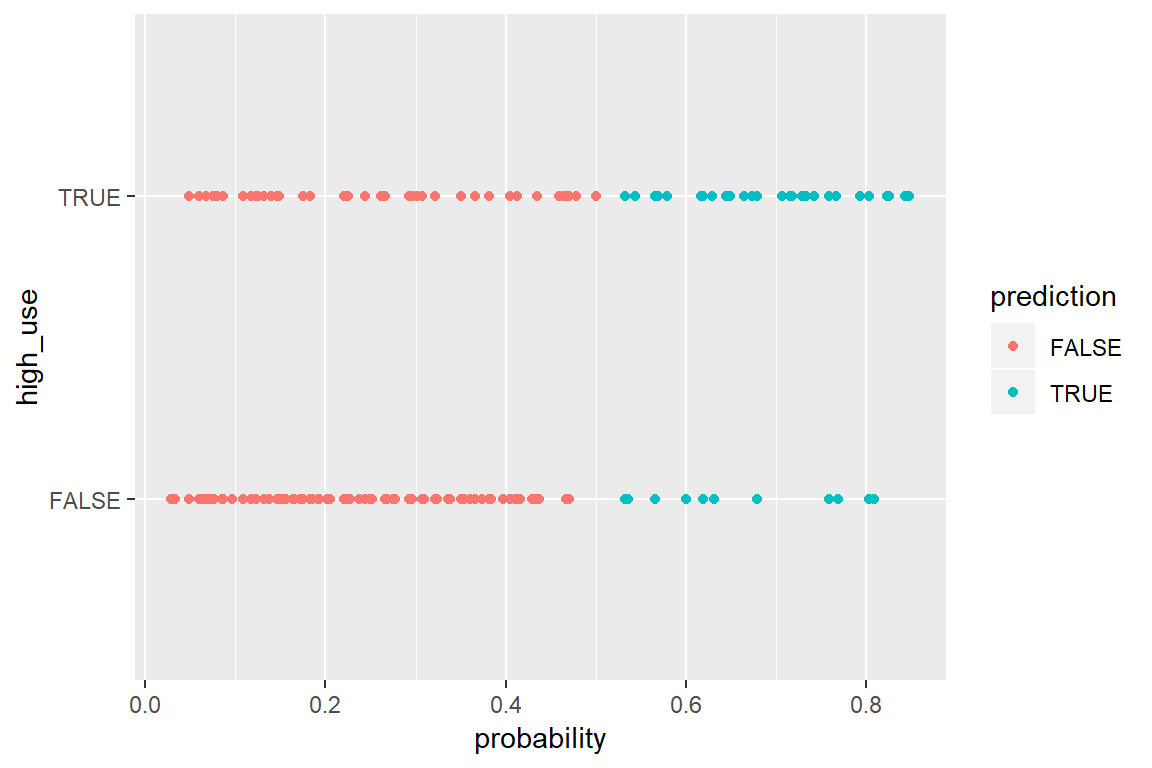 high_use
TRUE
FALSE
0.0 0.2 0.4 0.6 0.8
probability
prediction
FALSE
TRUE